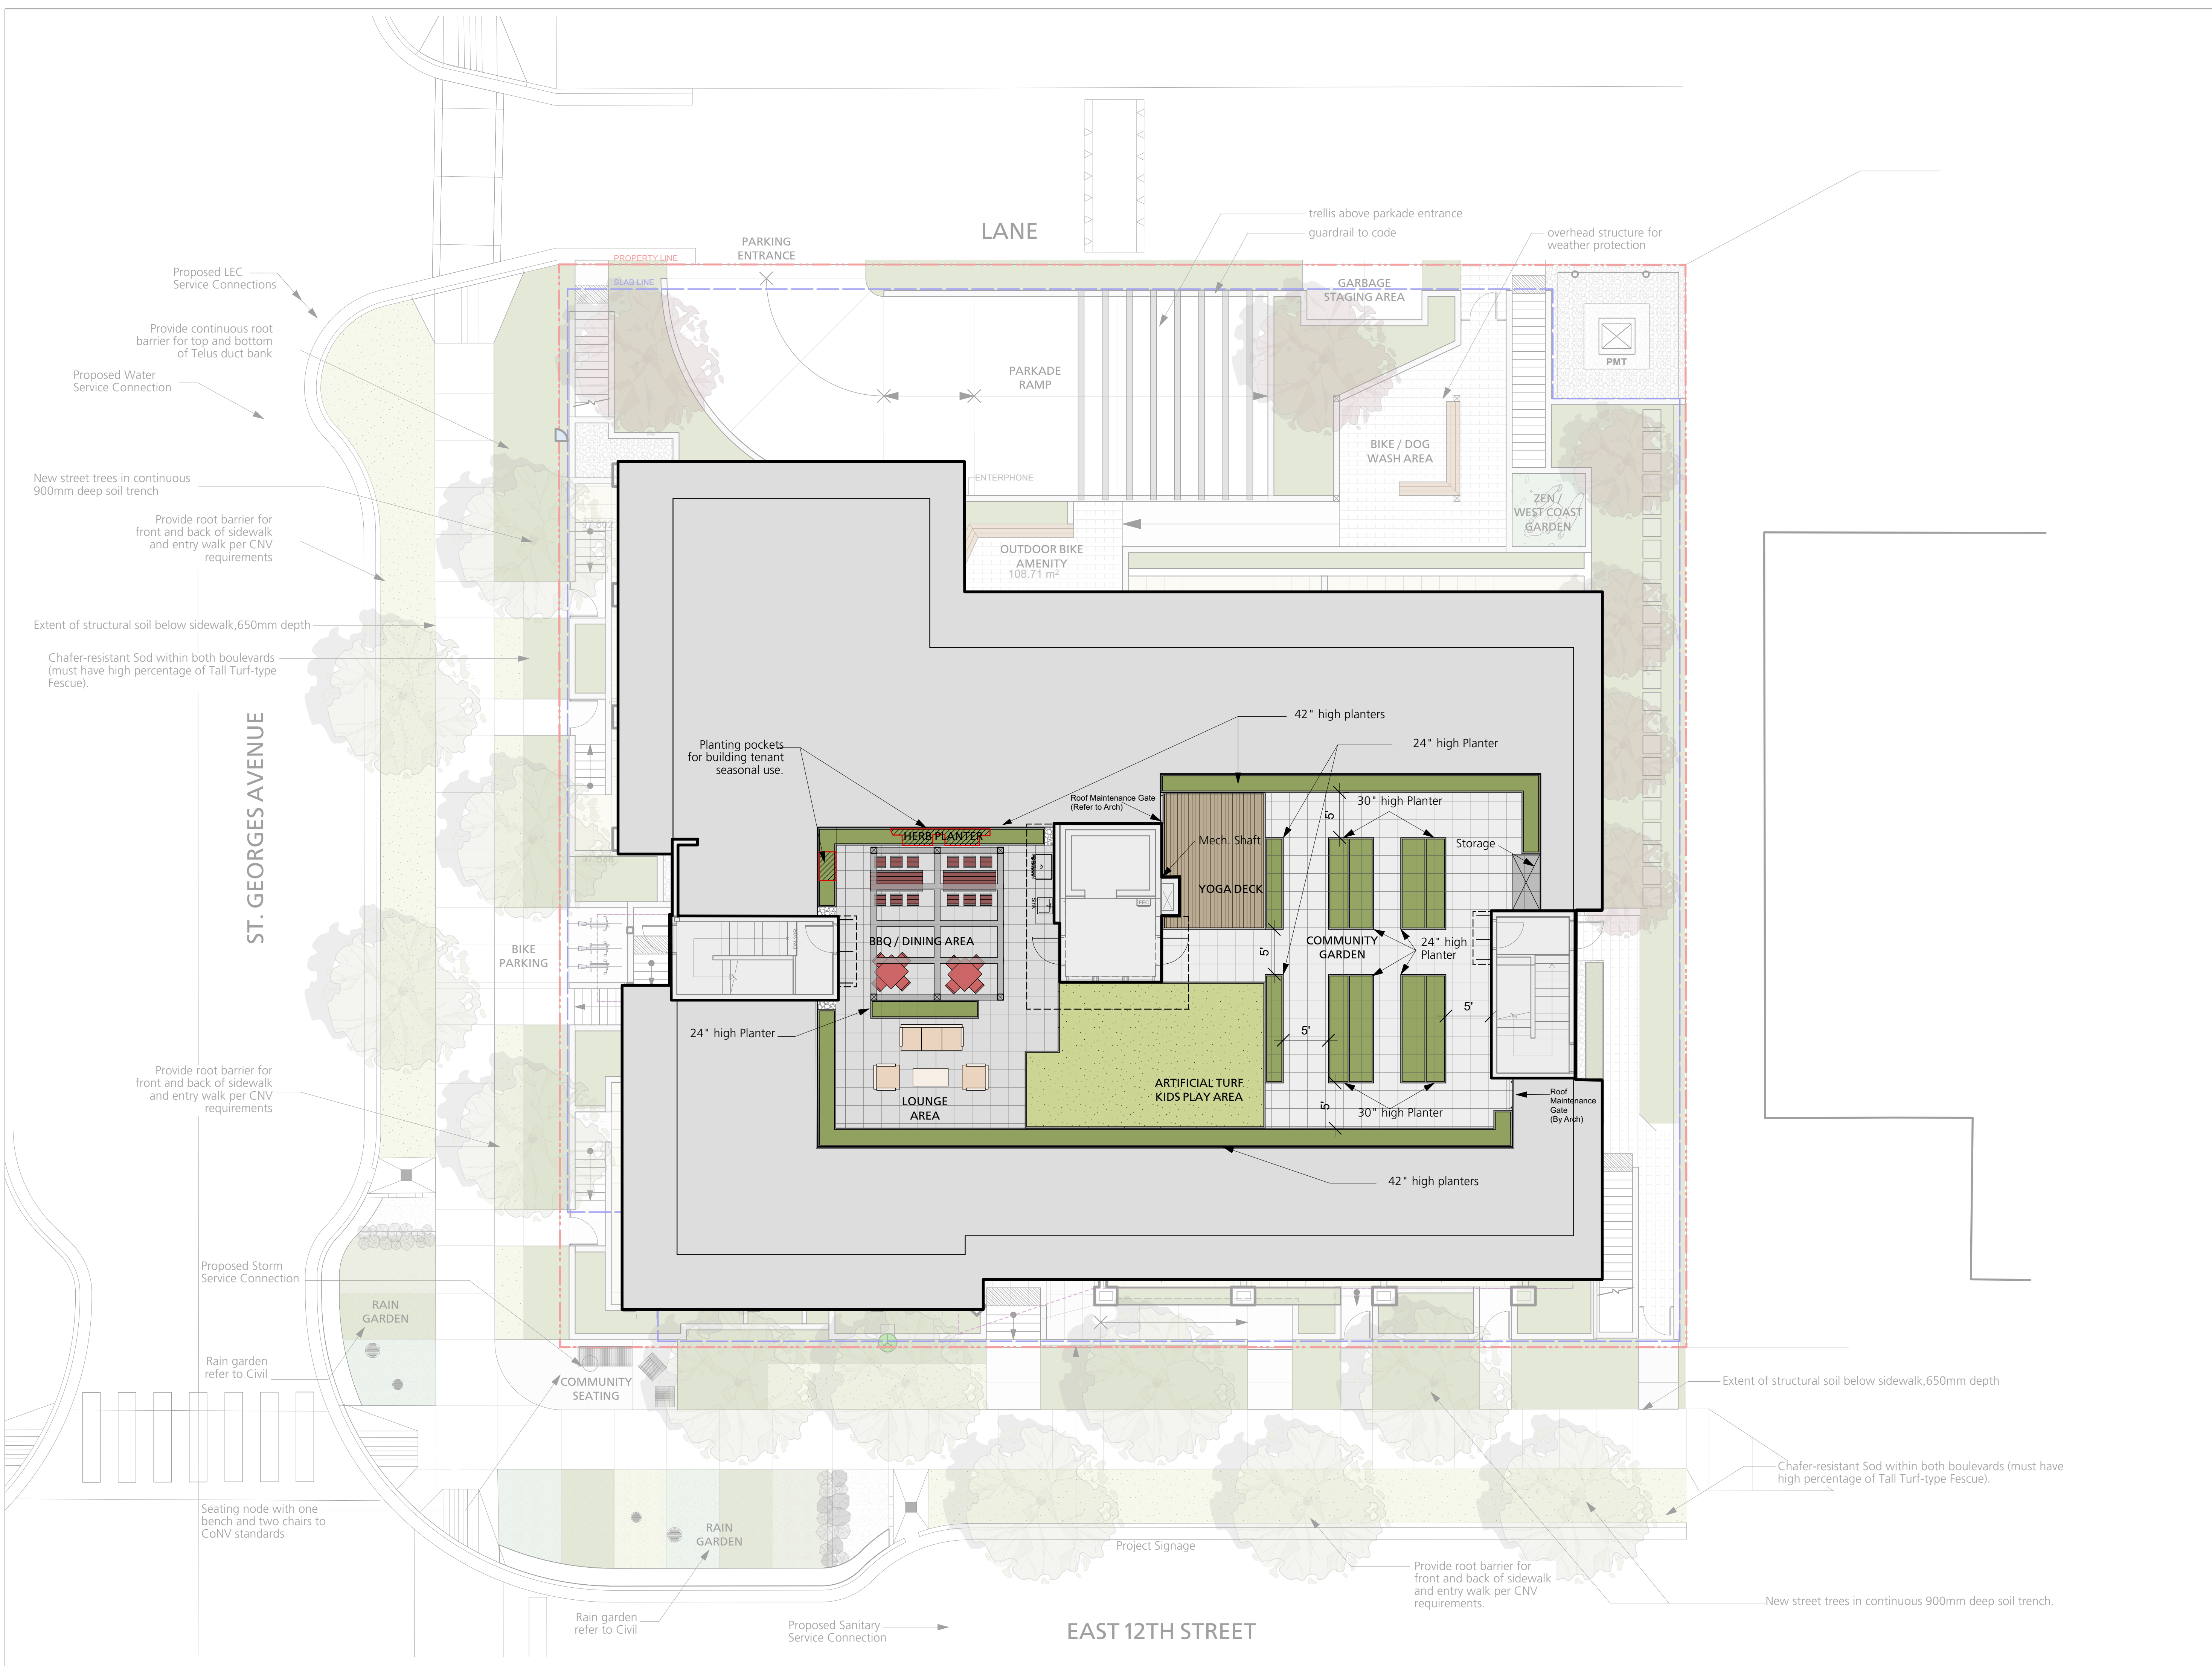 LANE
trellis above parkade entrance
guardrail to code
overhead structure for
weather protection
PARKING
ENTRANCE
PROPERTY LINE
SLAB LINE
GARBAGE
STAGING AREA
Proposed LEC
Service Connections
Provide continuous root
barrier for top and bottom
of Telus duct bank
Proposed Water
Service Connection
PMT
PARKADE
RAMP
BIKE / DOG
WASH AREA
ENTERPHONE
ZEN /
WEST COAST
GARDEN
New street trees in continuous
900mm deep soil trench
Provide root barrier for
front and back of sidewalk
and entry walk per CNV
requirements
OUTDOOR BIKE
AMENITY
108.71 m²
Extent of structural soil below sidewalk,650mm depth
Chafer-resistant Sod within both boulevards
(must have high percentage of Tall Turf-type
Fescue).
ST. GEORGES AVENUE
42" high planters
Planting pockets
for building tenant
seasonal use.
24" high Planter
Roof Maintenance Gate
(Refer to Arch)
30" high Planter
5'
HERB PLANTER
Mech. Shaft
Storage
YOGA DECK
FEC
BBQ / DINING AREA
COMMUNITY
GARDEN
24" high
Planter
5'
BIKE
PARKING
5'
5'
24" high Planter
Provide root barrier for
front and back of sidewalk
and entry walk per CNV
requirements
ARTIFICIAL TURF
KIDS PLAY AREA
LOUNGE
AREA
5'
30" high Planter
Roof
Maintenance
Gate
(By Arch)
42" high planters
Proposed Storm
Service Connection
RAIN
GARDEN
Rain garden
refer to Civil
COMMUNITY
SEATING
Extent of structural soil below sidewalk,650mm depth
Chafer-resistant Sod within both boulevards (must have
high percentage of Tall Turf-type Fescue).
Seating node with one
bench and two chairs to
CoNV standards
RAIN
GARDEN
Project Signage
Provide root barrier for
front and back of sidewalk
and entry walk per CNV
requirements.
New street trees in continuous 900mm deep soil trench.
Rain garden
refer to Civil
Proposed Sanitary
Service Connection
EAST 12TH STREET